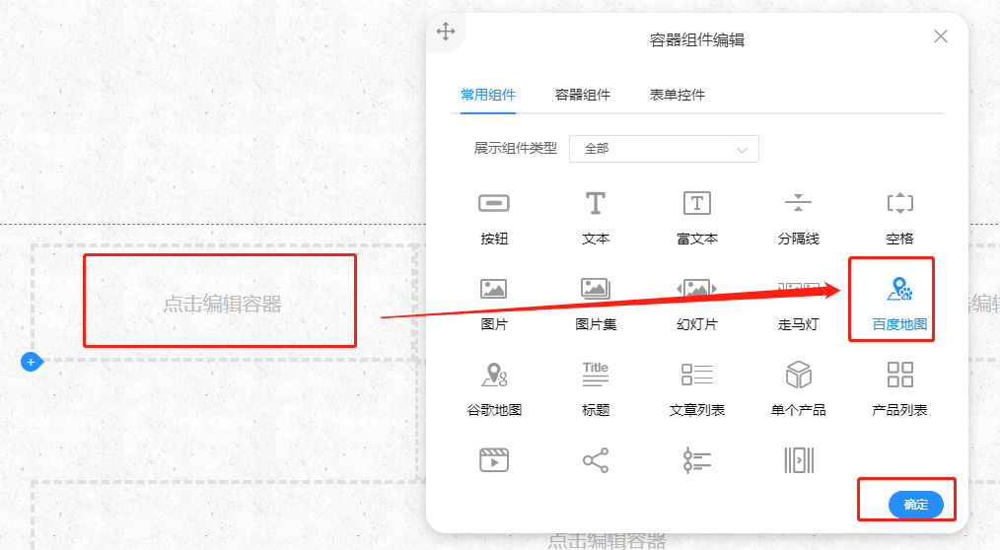 容器组件编辑
常用组件 容器组件 表单控件
展示组件类型 全部
T T
按钮 文本 富文本 分隔线 空格
点击编辑容器
图片 图片集 幻灯片 走马灯 百度地图
点击编辑
Title
谷歌地图 标题 文章列表 单个产品 产品列表
确定
点击编辑容器